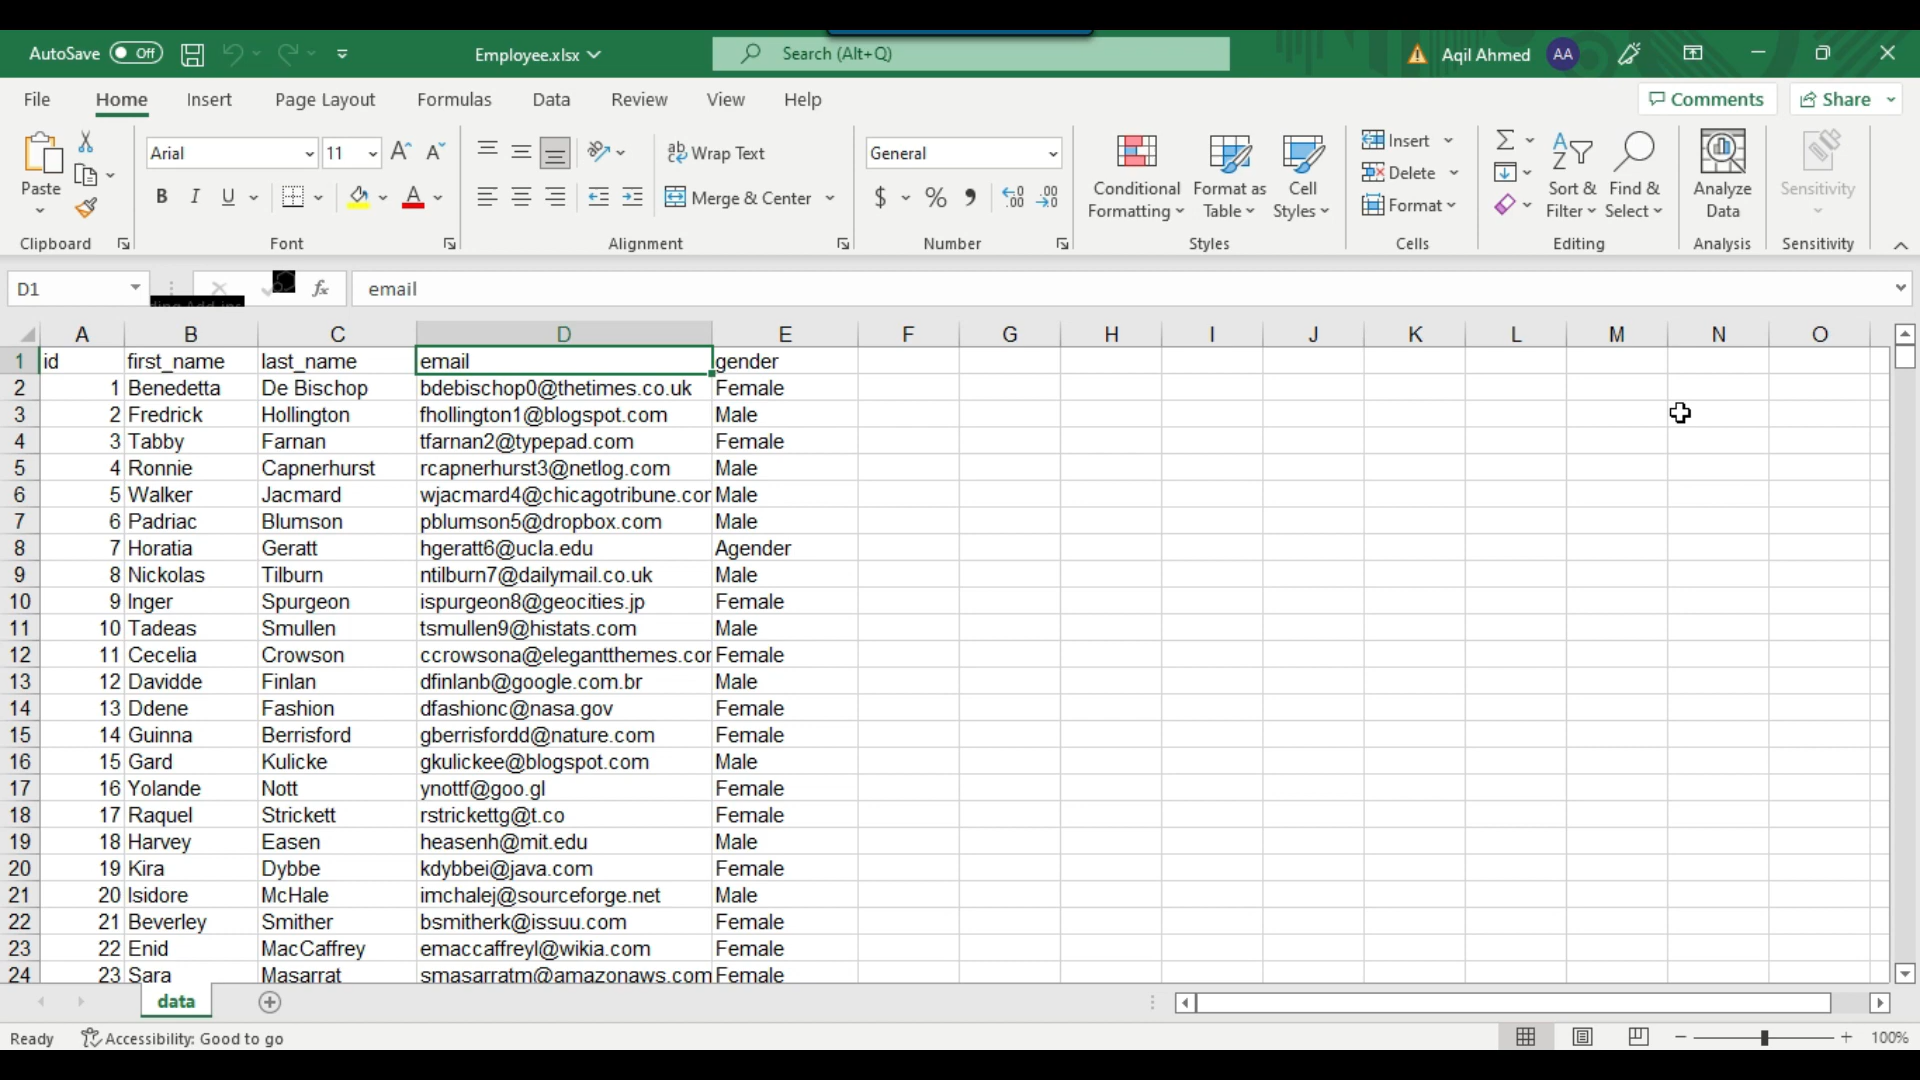 AutoSave Off Employee.xlsx Search (Alt+Q) Aqil Ahmed AA
File Home Insert Page Layout Formulas Data Review View Help Comments Share
Paste Arial 11 Wrap Text General Conditional Formatting Format as Table Cell Styles Insert Sort & Filter Find & Select Analyze Data Sensitivity
B I U Merge & Center $ % Delete
Format
Clipboard Font Alignment Number Styles Cells Editing Analysis Sensitivity
D1 fx email
A B C D E F G H I J K L M N O
1 id first_name last_name email gender
2 1 Benedetta De Bischop bdebischop0@thetimes.co.uk Female
3 2 Fredrick Hollington fhollington1@blogspot.com Male
4 3 Tabby Farnan tfarnan2@typepad.com Female
5 4 Ronnie Capnerhurst rcapnerhurst3@netlog.com Male
6 5 Walker Jacmard wjacmard4@chicagotribune.cor Male
7 6 Padriac Blumson pblumson5@dropbox.com Male
8 7 Horatia Geratt hgeratt6@ucla.edu Agender
9 8 Nickolas Tilburn ntilburn7@dailymail.co.uk Male
10 9 Inger Spurgeon ispurgeon8@geocities.jp Female
11 10 Tadeas Smullen tsmullen9@histats.com Male
12 11 Cecelia Crowson ccrowsona@elegantthemes.cor Female
13 12 Davidde Finlan dfinlanb@google.com.br Male
14 13 Ddene Fashion dfashionc@nasa.gov Female
15 14 Guinna Berrisford gberrisfordd@nature.com Female
16 15 Gard Kulicke gkulickee@blogspot.com Male
17 16 Yolande Nott ynottf@goo.gl Female
18 17 Raquel Strickett rstrickettg@t.co Female
19 18 Harvey Easen heasenh@mit.edu Male
20 19 Kira Dybbe kdybbei@java.com Female
21 20 Isidore McHale imchalej@sourceforge.net Male
22 21 Beverley Smither bsmitherk@issuu.com Female
23 22 Enid MacCaffrey emaccaffreyl@wikia.com Female
24 23 Sara Masarrat smasarratm@amazonaws.com Female
data
Ready Accessibility: Good to go 100%